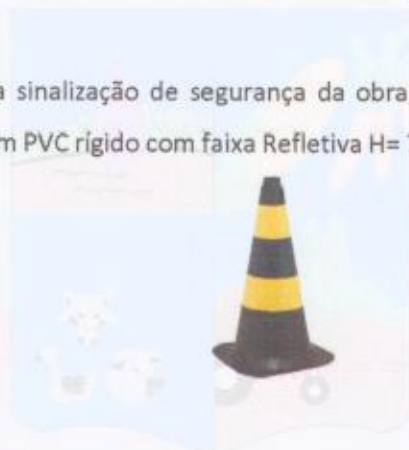 a sinalização de segurança da obra
m PVC rígido com faixa Refletiva H=